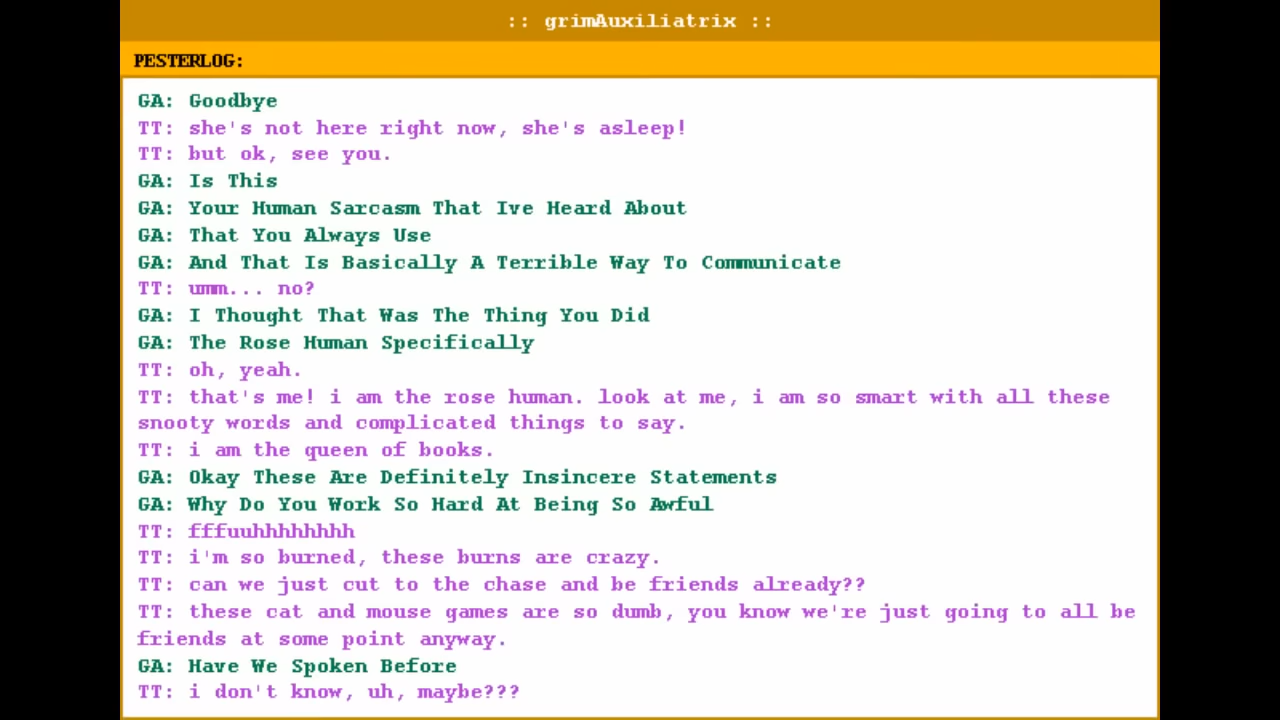 :: grimAuxiliatrix ::
PESTERLOG:
GA: Goodbye
TT: she's not here right now, she's asleep!
TT: but ok, see you.
GA: Is This
GA: Your Human Sarcasm That Ive Heard About
GA: That You Always Use
GA: And That Is Basically A Terrible Way To Communicate
TT: umm... no?
GA: I Thought That Was The Thing You Did
GA: The Rose Human Specifically
TT: oh, yeah.
TT: that's me! i am the rose human. look at me, i am so smart with all these
snooty words and complicated things to say.
TT: i am the queen of books.
GA: Okay These Are Definitely Insincere Statements
GA: Why Do You Work So Hard At Being So Awful
TT: fffuuhhhhhhhh
TT: i'm so burned, these burns are crazy.
TT: can we just cut to the chase and be friends already??
TT: these cat and mouse games are so dumb, you know we're just going to all be
friends at some point anyway.
GA: Have We Spoken Before
TT: i don't know, uh, maybe???